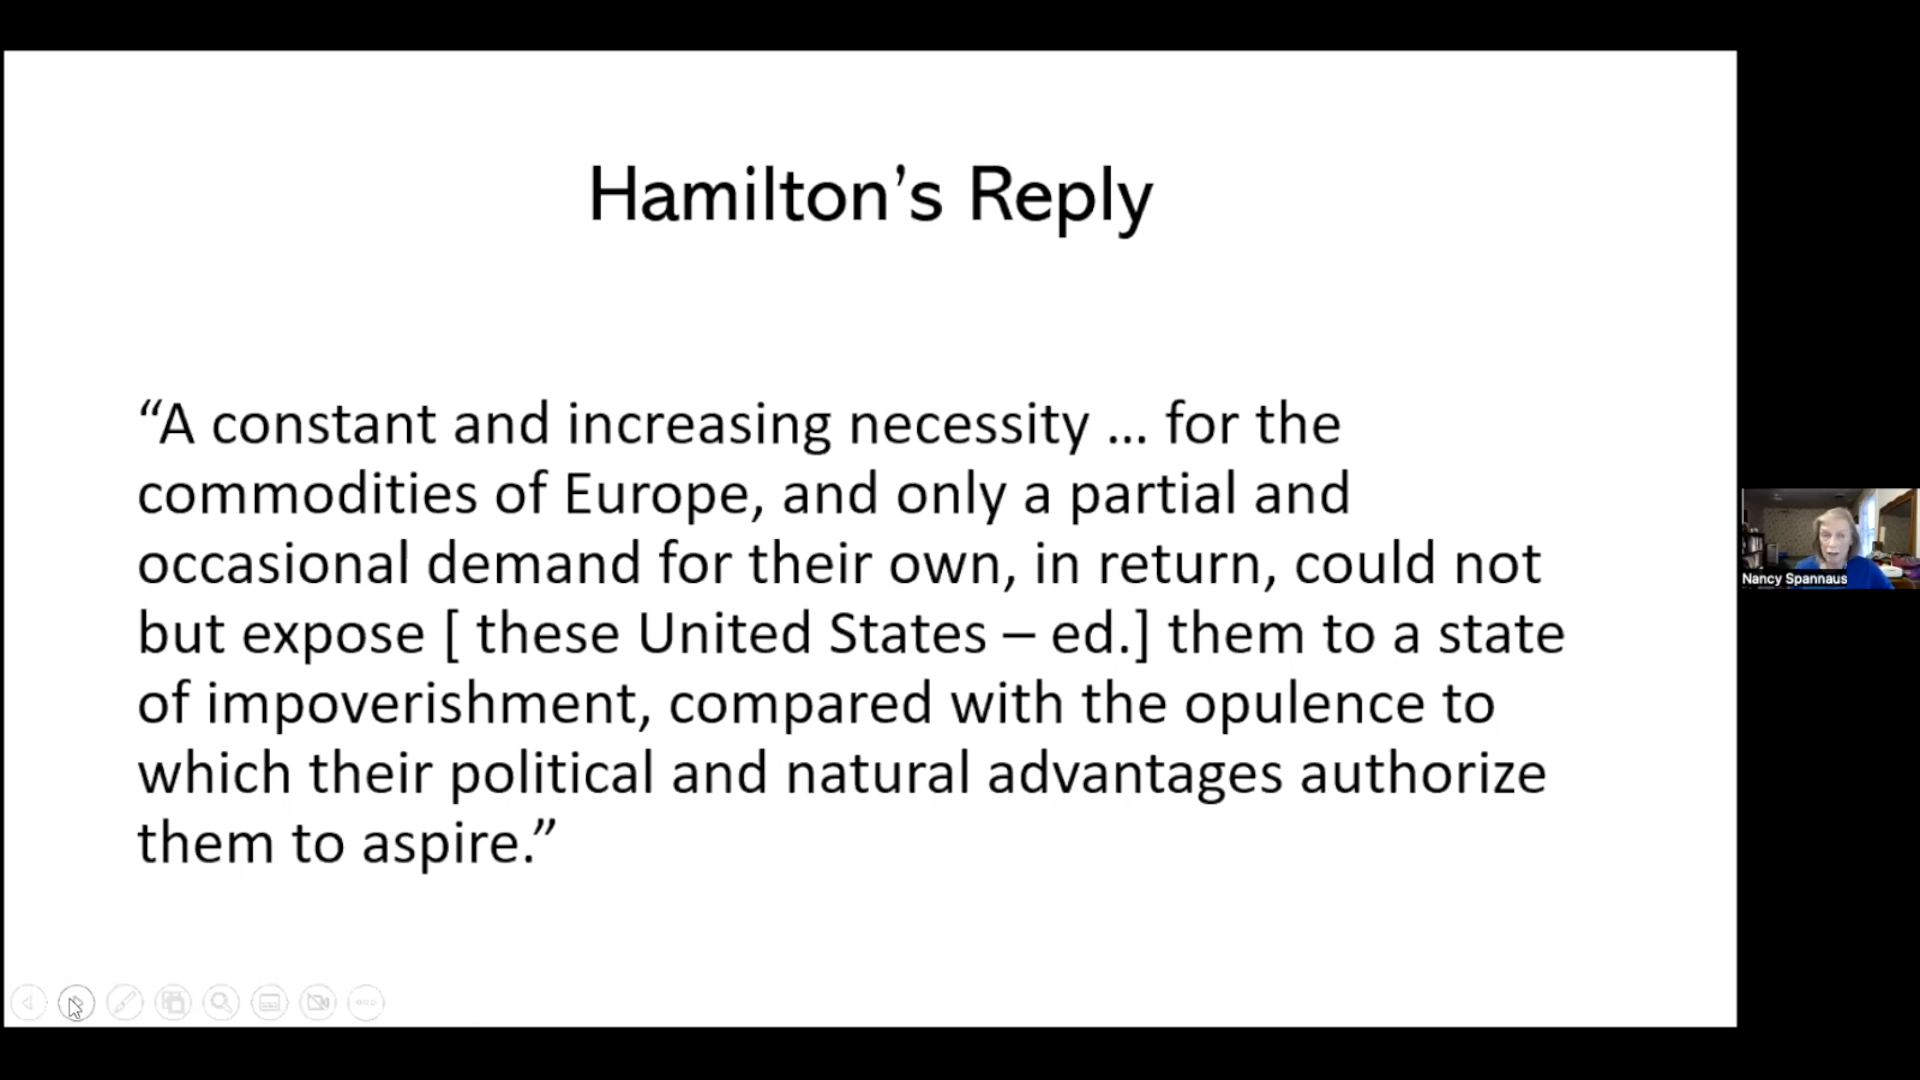 Hamilton’s Reply
“A constant and increasing necessity ... for the
commodities of Europe, and only a partial and
occasional demand for their own, in return, could not
but expose [ these United States – ed.] them to a state
of impoverishment, compared with the opulence to
which their political and natural advantages authorize
them to aspire.”
Nancy Spannaus